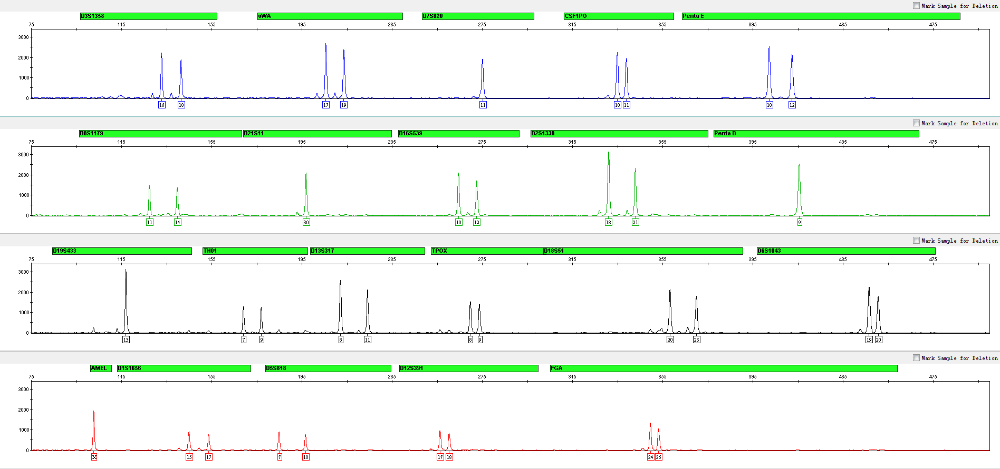 Mark Sample for Deletion
D3S1358 vWA D7S820 CSF1PO Penta E
75 115 155 195 235 275 315 355 395 435 475
3000
2000
1000
0
16 18 17 19 11 10 11 10 12
Mark Sample for Deletion
D8S1179 D21S11 D16S539 D2S1338 Penta D
75 115 155 195 235 275 315 355 395 435 475
3000
2000
1000
0
11 14 30 10 12 18 21 9
Mark Sample for Deletion
D19S433 TH01 D13S317 TPOX D18S51 D6S1043
75 115 155 195 235 275 315 355 395 435 475
3000
2000
1000
0
13 7 9 8 11 8 9 20 23 19 20
Mark Sample for Deletion
AMEL D1S1656 D5S818 D12S391 FGA
75 115 155 195 235 275 315 355 395 435 475
3000
2000
1000
0
X 15 17 7 10 17 18 24 25